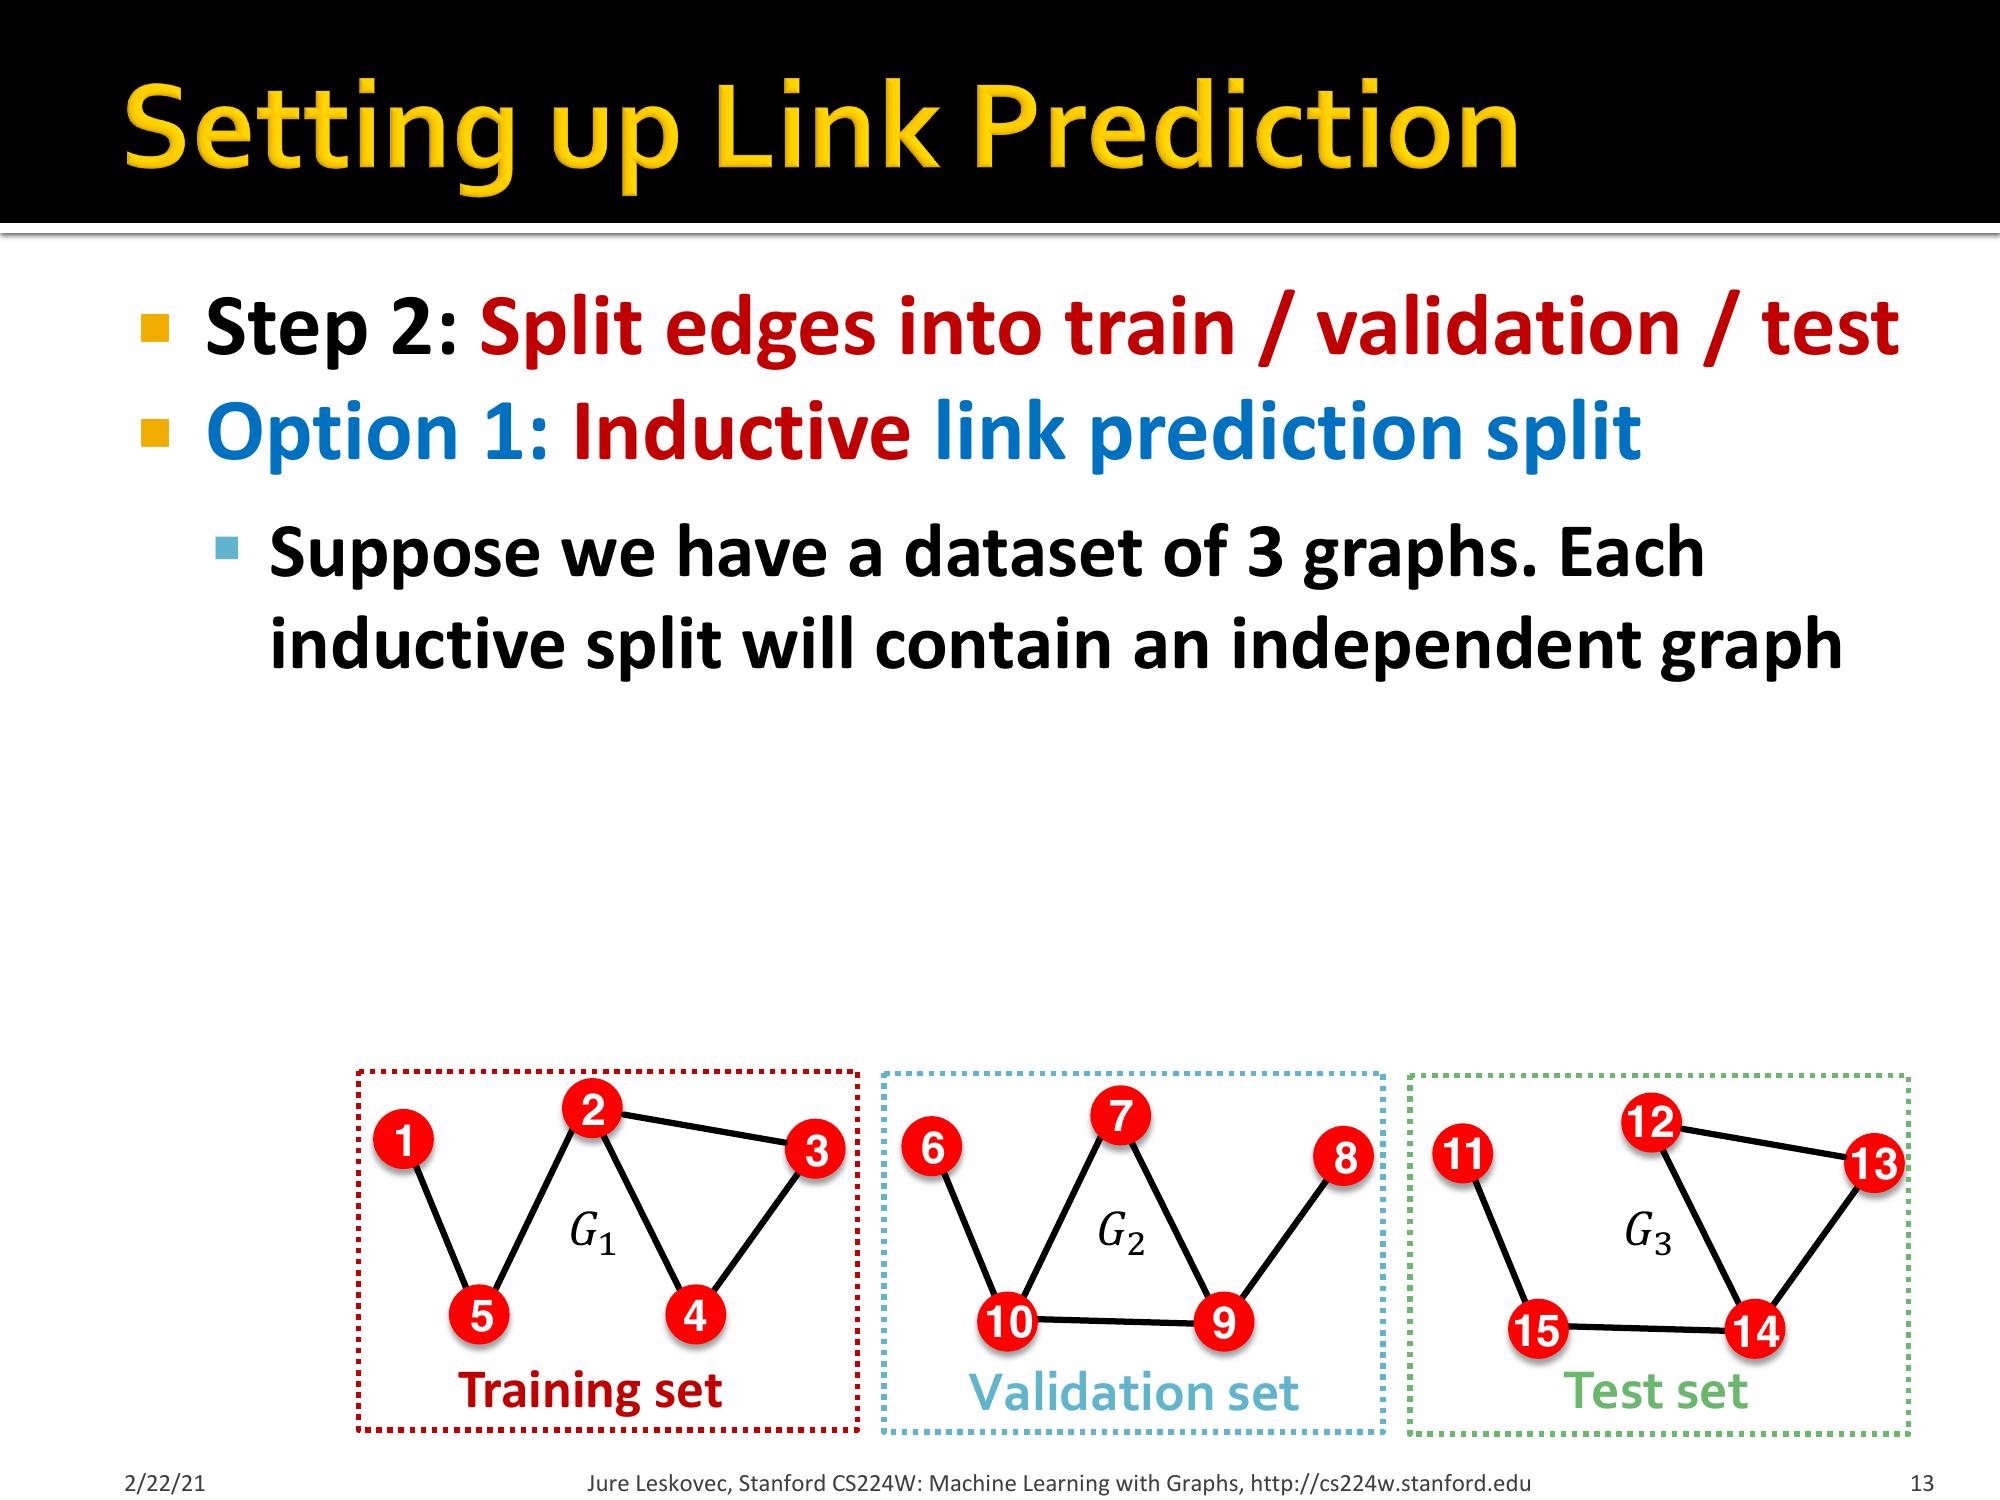 Setting up Link Prediction
Step 2: Split edges into train / validation / test
Option 1: Inductive link prediction split
Suppose we have a dataset of 3 graphs. Each
inductive split will contain an independent graph
1
2
3
G₁
5
4
Training set
6
7
8
G₂
10
9
Validation set
11
12
13
G₃
15
14
Test set
2/22/21
Jure Leskovec, Stanford CS224W: Machine Learning with Graphs, http://cs224w.stanford.edu
13